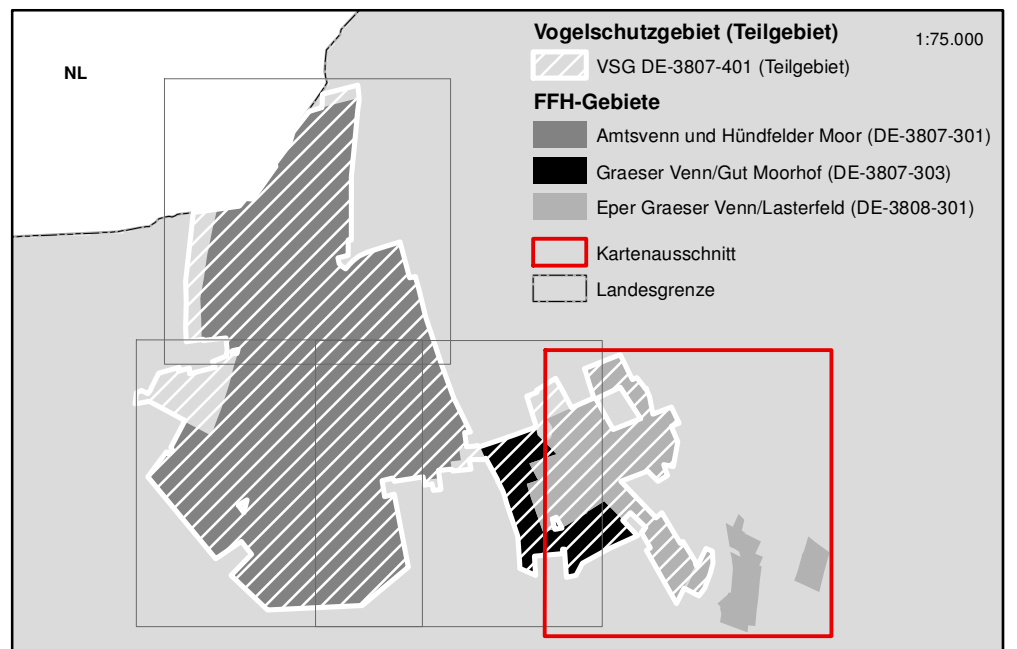 NL
Vogelschutzgebiet (Teilgebiet)
1:75.000
VSG DE-3807-401 (Teilgebiet)
FFH-Gebiete
Amtsvenn und Hündfelder Moor (DE-3807-301)
Graeser Venn/Gut Moorhof (DE-3807-303)
Eper Graeser Venn/Lasterfeld (DE-3808-301)
Kartenausschnitt
Landesgrenze